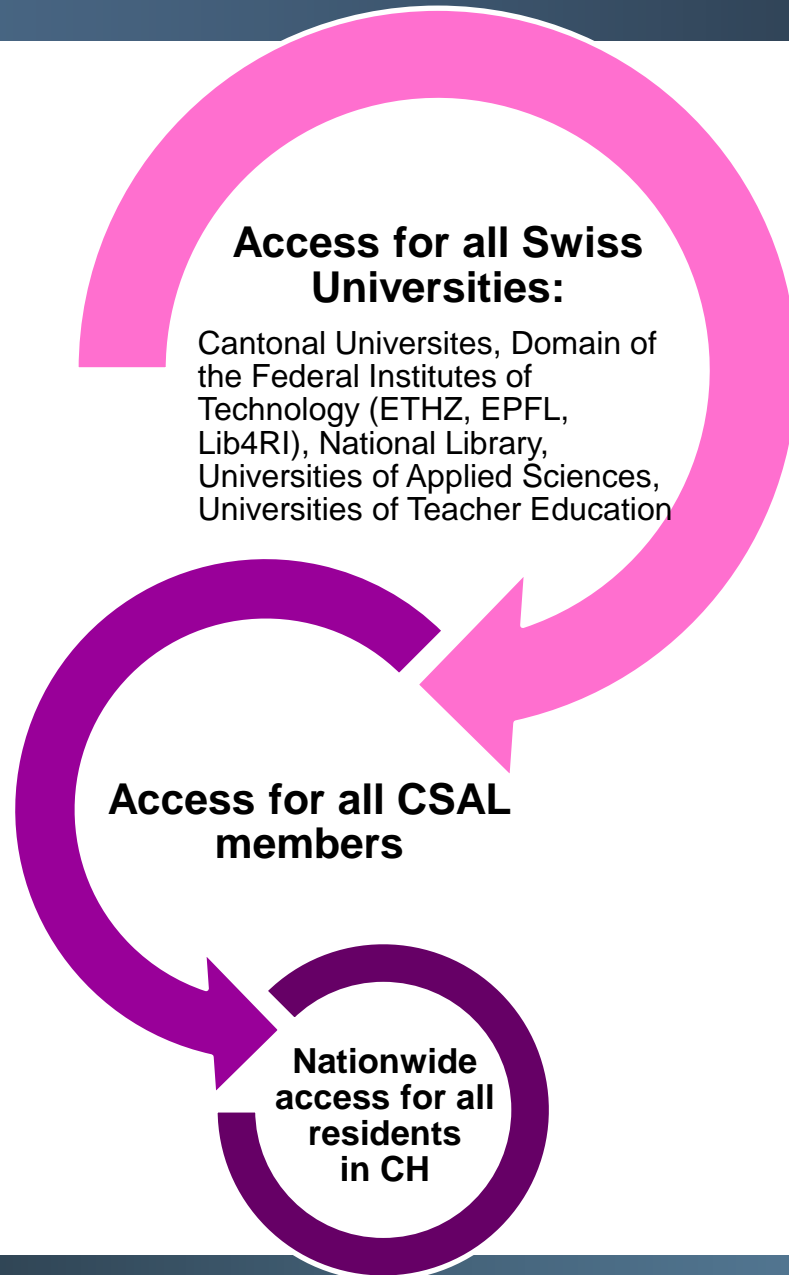 Access for all Swiss
Universities:
Cantonal Universites, Domain of
the Federal Institutes of
Technology (ETHZ, EPFL,
Lib4RI), National Library,
Universities of Applied Sciences,
Universities of Teacher Education
Access for all CSAL
members
Nationwide
access for all
residents
in CH